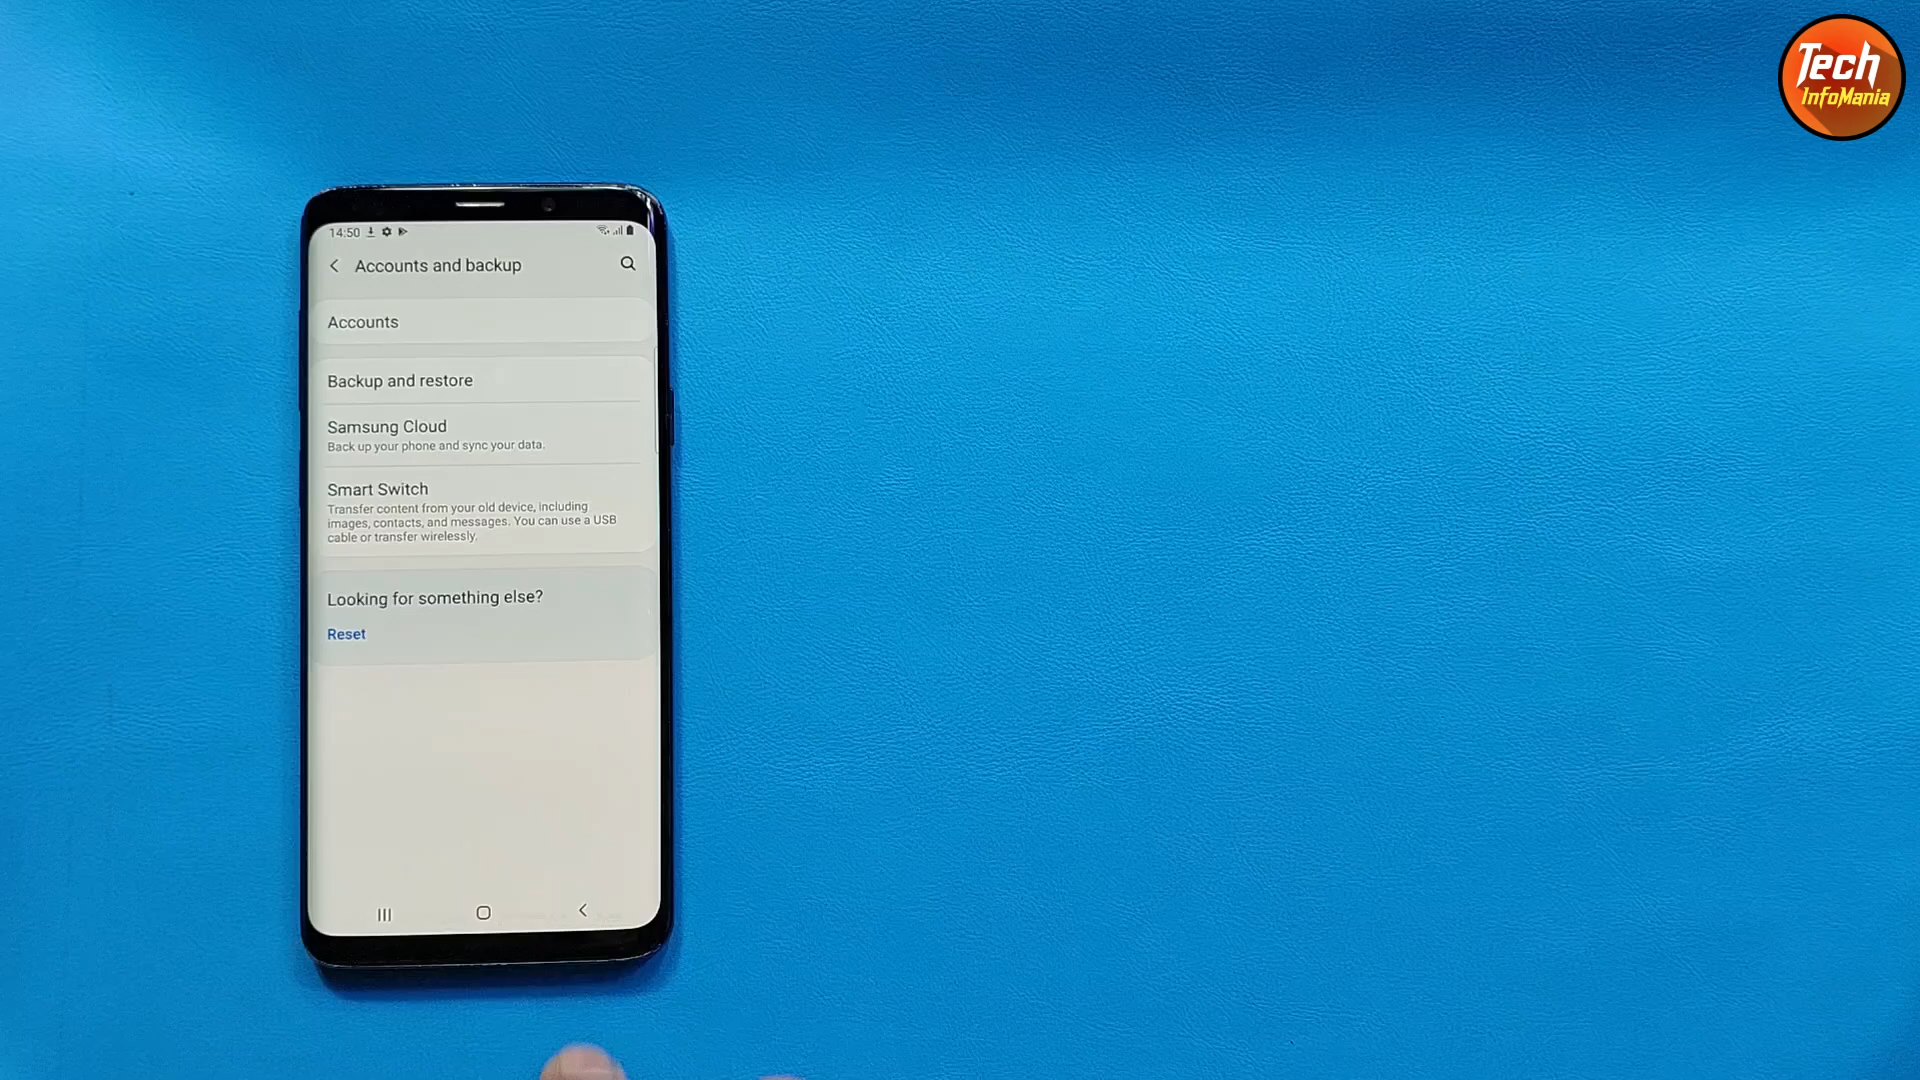 Tech
InfoMania
14:50
Accounts and backup
Accounts
Backup and restore
Samsung Cloud
Back up your phone and sync your data.
Smart Switch
Transfer content from your old device, including
images, contacts, and messages. You can use a USB
cable or transfer wirelessly.
Looking for something else?
Reset